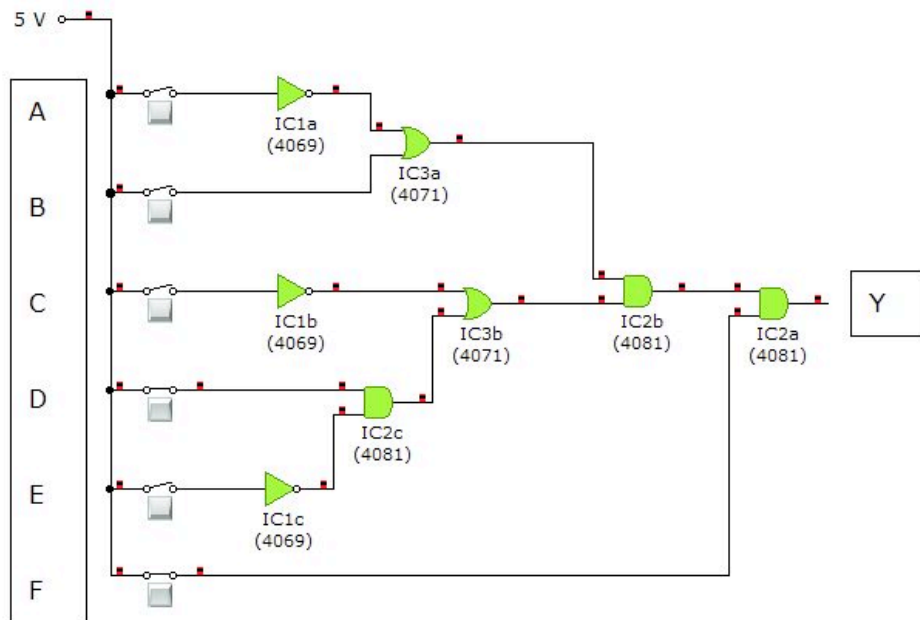 5 V
A
IC1a
(4069)
IC3a
(4071)
B
C
IC1b
(4069)
IC3b
(4071)
IC2b
(4081)
IC2a
(4081)
Y
D
IC2c
(4081)
E
IC1c
(4069)
F